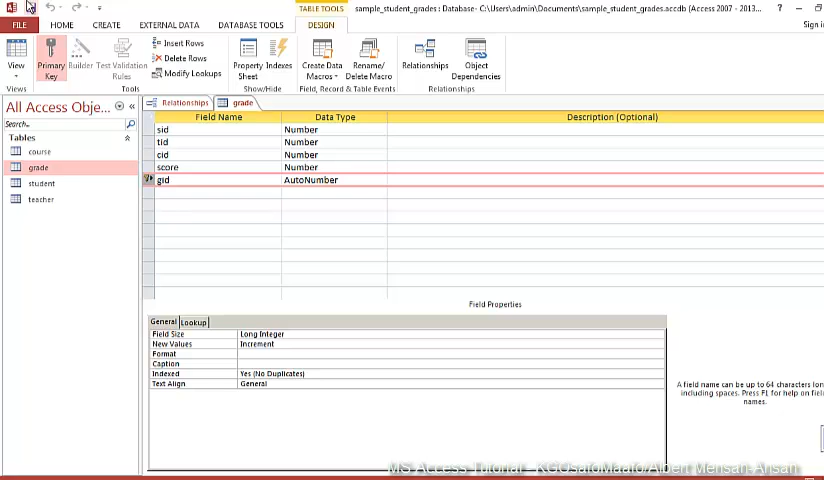 TABLE TOOLS
sample_student_grades : Database- C:\Users\admin\Documents\sample_student_grades.accdb (Access 2007 - 2013...
? 
FILE HOME CREATE EXTERNAL DATA DATABASE TOOLS DESIGN Sign i
View
Views
Primary Key
Builder
Test Validation Rules
Insert Rows
Delete Rows
Modify Lookups
Tools
Property Sheet
Indexes
Show/Hide
Create Data Macros
Rename/ Delete Macro
Field, Record & Table Events
Relationships
Object Dependencies
Relationships
All Access Obje...
Search..
Tables
course
grade
student
teacher
Relationships grade
Field Name Data Type Description (Optional)
sid Number
tid Number
cid Number
score Number
gid AutoNumber
Field Properties
General Lookup
Field Size Long Integer
New Values Increment
Format
Caption
Indexed Yes (No Duplicates)
Text Align General
A field name can be up to 64 characters lon
including spaces. Press F1 for help on fiel
names.
MS Access Tutorial - KGOsafoMaafo/Albert Mensah-Ansah